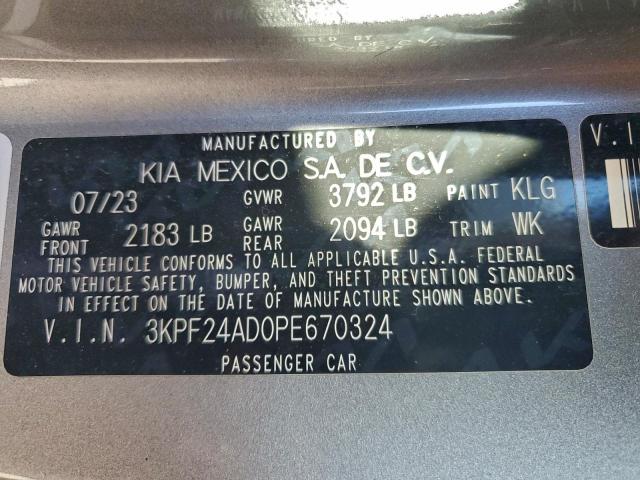 MANUFACTURED BY
KIA MEXICO S.A. DE C.V.
07/23 GVWR 3792 LB PAINT KLG
GAWR FRONT 2183 LB GAWR REAR 2094 LB TRIM WK
THIS VEHICLE CONFORMS TO ALL APPLICABLE U.S.A. FEDERAL
MOTOR VEHICLE SAFETY, BUMPER, AND THEFT PREVENTION STANDARDS
IN EFFECT ON THE DATE OF MANUFACTURE SHOWN ABOVE.
V.I.N. 3KPF24AD0PE670324
PASSENGER CAR
V.I